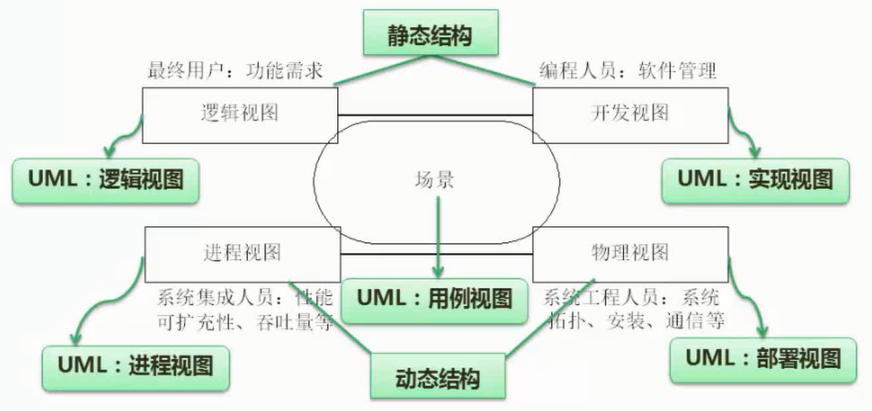 静态结构
最终用户：功能需求
编程人员：软件管理
逻辑视图
开发视图
UML：逻辑视图
场景
UML：实现视图
进程视图
物理视图
系统集成人员：性能
可扩充性、吞吐量等
UML：用例视图
系统工程人员：系统
拓扑、安装、通信等
UML：进程视图
动态结构
UML：部署视图